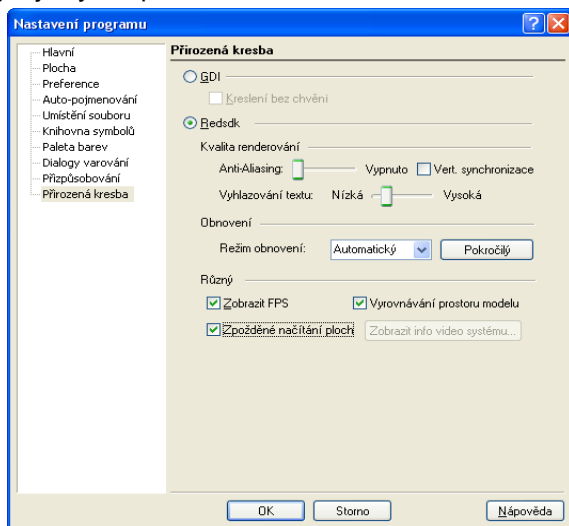 Nastavení programu
Hlavní
Plocha
Preference
Auto-pojmenování
Umístění souboru
Knihovna symbolů
Paleta barev
Dialogy varování
Přizpůsobování
Přirozená kresba
Přirozená kresba
GDI
Kreslení bez chvění
Redsdk
Kvalita renderování
Anti-Aliasing: Vypnuto Vert. synchronizace
Vyhlazování textu: Nízká Vysoká
Obnovení
Režim obnovení: Automatický Pokročilý
Různý
Zobrazit FPS Vyrovnávání prostoru modelu
Zpožděné načítání ploch Zobrazit info video systému...
OK Storno Nápověda